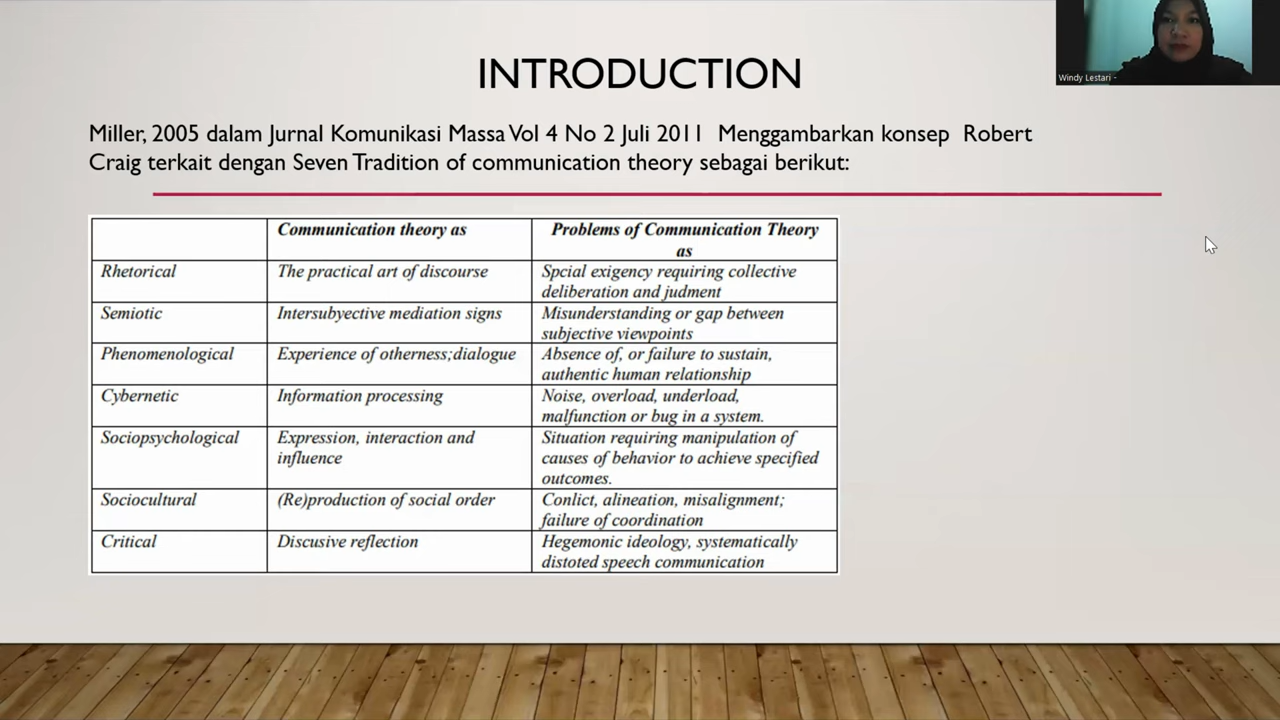 INTRODUCTION
Windy Lestari -
Miller, 2005 dalam Jurnal Komunikasi Massa Vol 4 No 2 Juli 2011 Menggambarkan konsep Robert
Craig terkait dengan Seven Tradition of communication theory sebagai berikut:
Communication theory as
Problems of Communication Theory
as
Rhetorical
The practical art of discourse
Spcial exigency requiring collective
deliberation and judment
Semiotic
Intersubyective mediation signs
Misunderstanding or gap between
subjective viewpoints
Phenomenological
Experience of otherness;dialogue
Absence of, or failure to sustain,
authentic human relationship
Cybernetic
Information processing
Noise, overload, underload,
malfunction or bug in a system.
Sociopsychological
Expression, interaction and
influence
Situation requiring manipulation of
causes of behavior to achieve specified
outcomes.
Sociocultural
(Re)production of social order
Conlict, alineation, misalignment;
failure of coordination
Critical
Discusive reflection
Hegemonic ideology, systematically
distoted speech communication